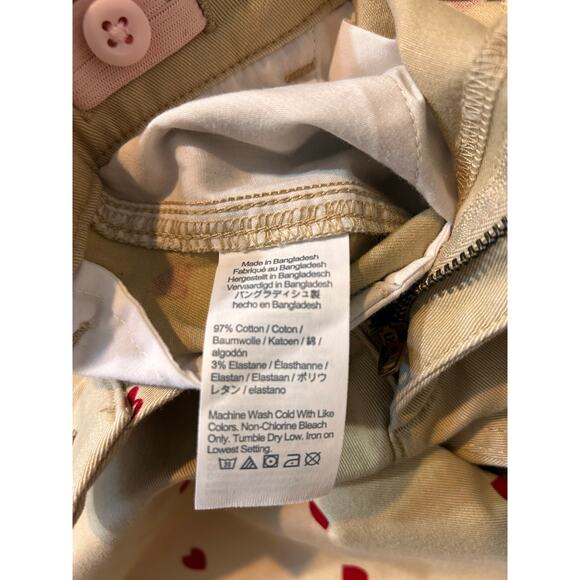 Made in Bangladesh
Fabriqué au Bangladesh
Hergestellt in Bangladesch
Vervaardigd in Bangladesh
バングラディシュ製
hecho en Bangladesh
97% Cotton / Coton /
Baumwolle / Katoen / 綿 /
algodón
3% Elastane / Élasthanne /
Elastan / Elastaan / ポリウ
レタン / elastano
Machine Wash Cold With Like
Colors. Non-Chlorine Bleach
Only. Tumble Dry Low. Iron on
Lowest Setting.